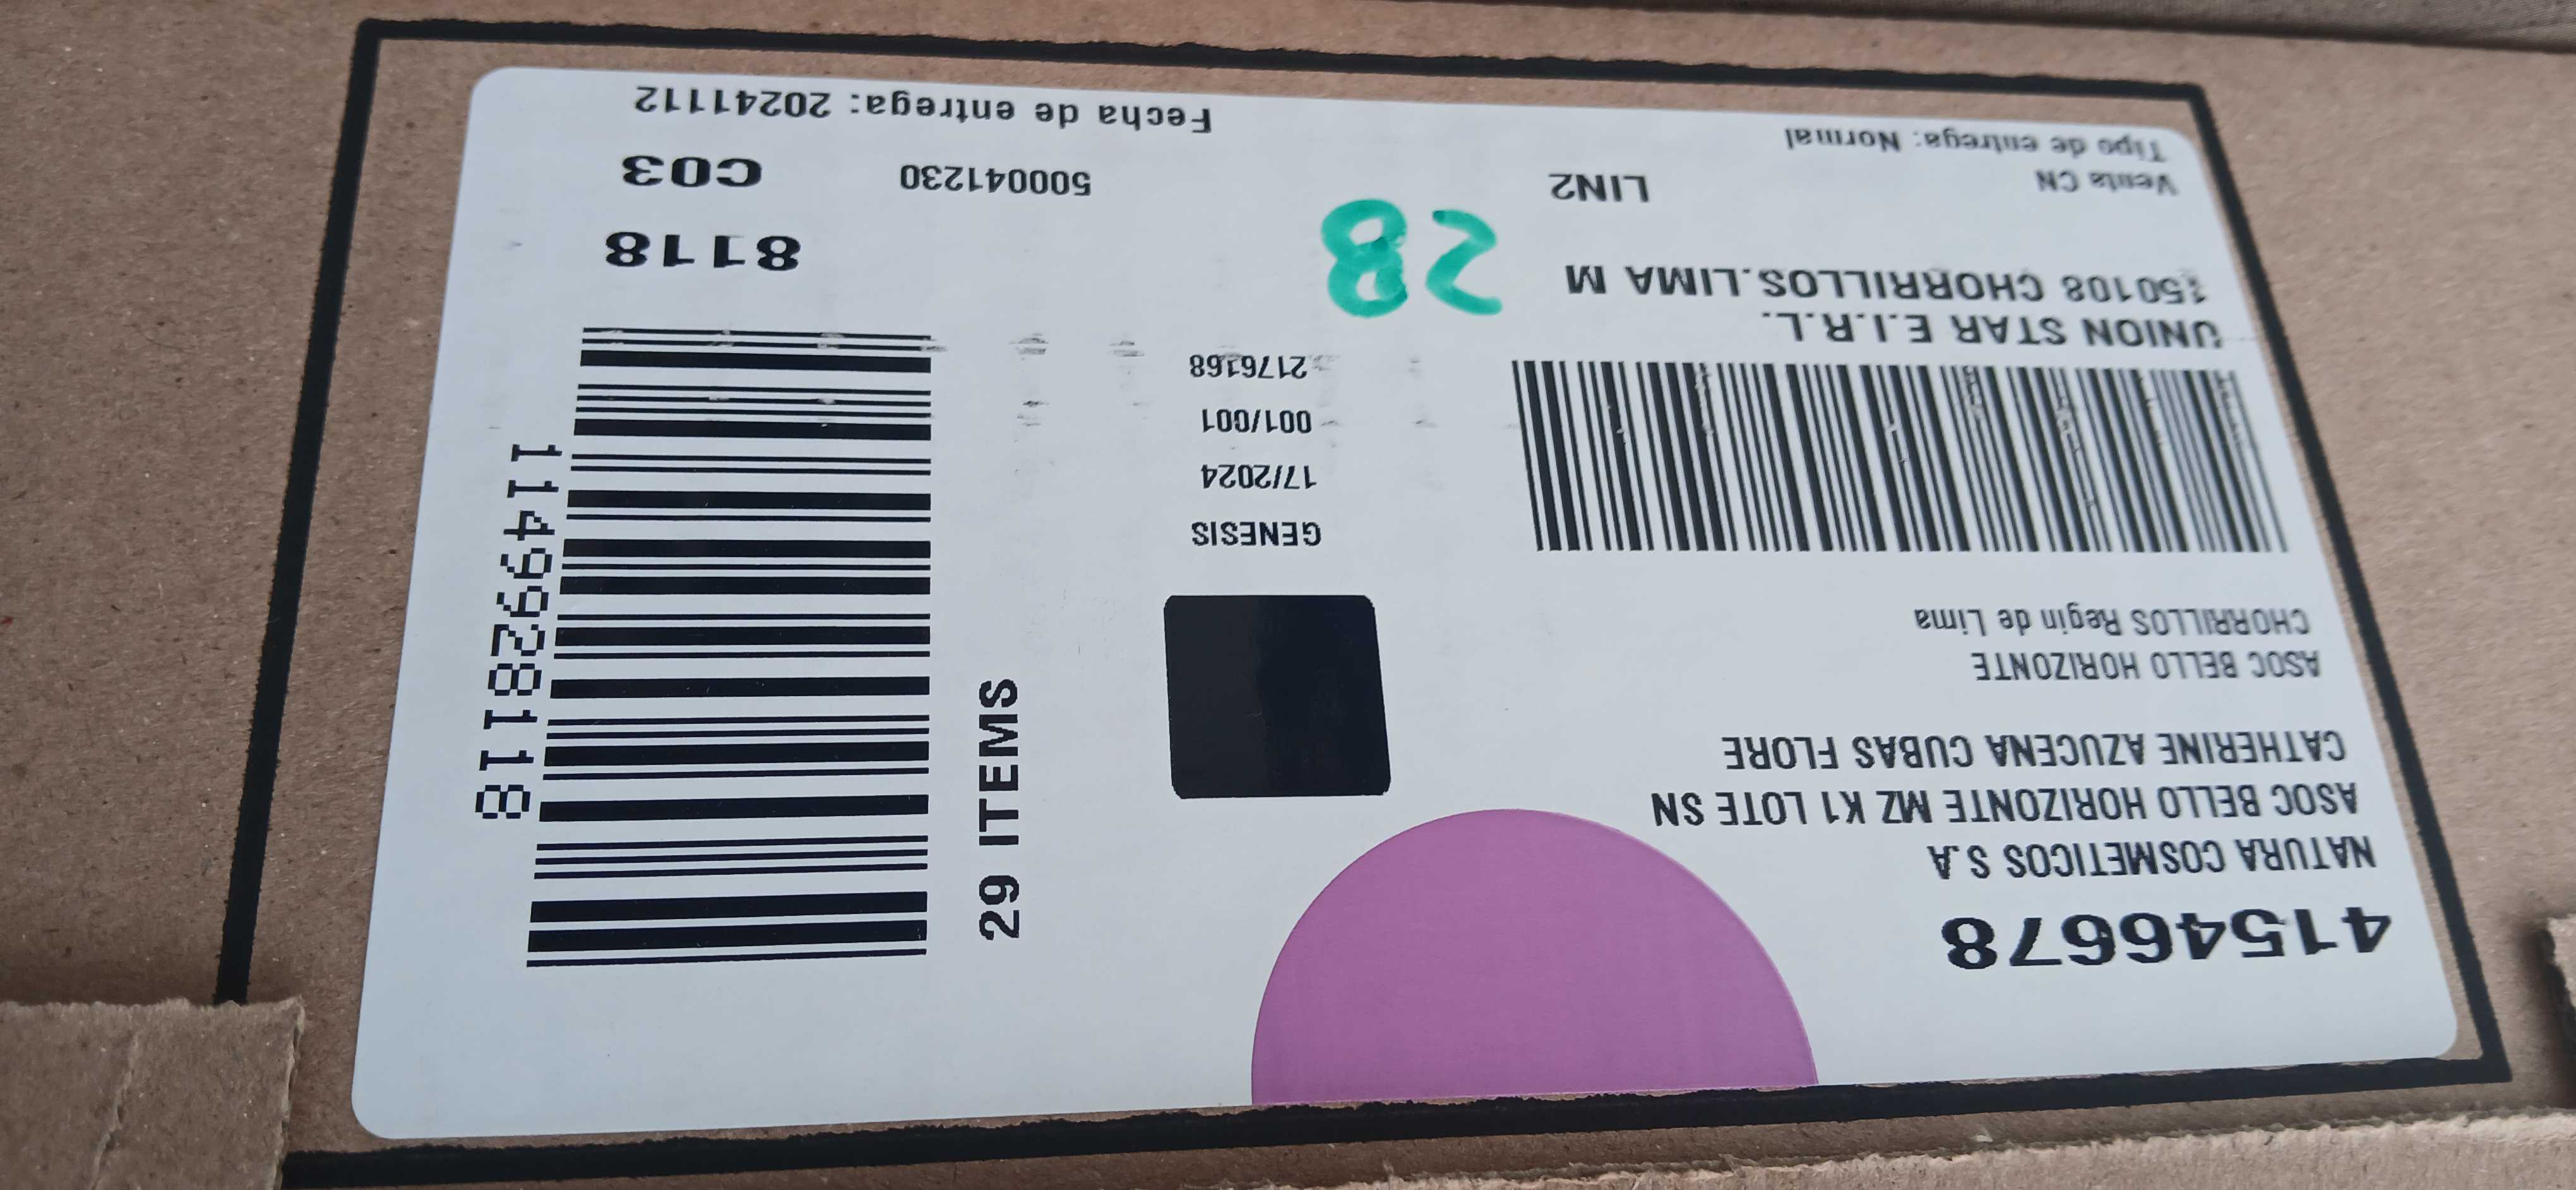 41546678
NATURA COSMETICOS S.A
ASOC BELLO HORIZONTE MZ K1 LOTE SN
CATHERINE AZUCENA CUBAS FLORE
ASOC BELLO HORIZONTE
CHORRILLOS Regin de Lima
UNION STAR E.I.R.L.
150108 CHORRILLOS.LIMA M
Venta CN
LIN2
Tipo de entrega: Normal
28
GENESIS
17/2024
001/001
2176168
29 ITEMS
1149928118
8118
500041230
C03
Fecha de entrega: 20241112